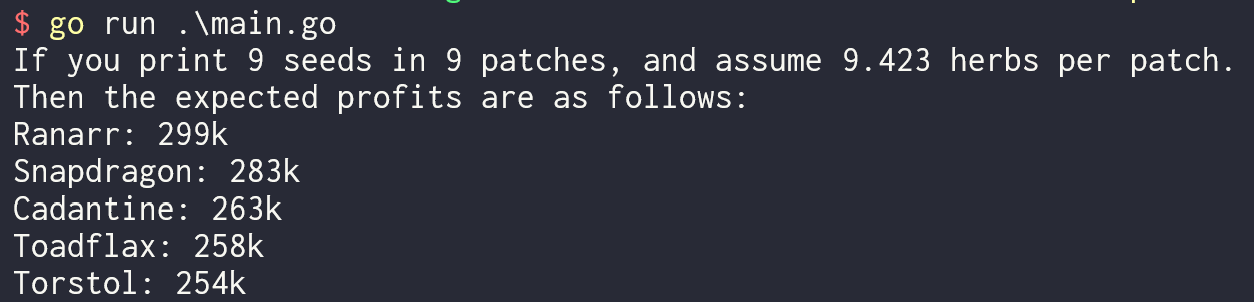 $ go run .\main.go
If you print 9 seeds in 9 patches, and assume 9.423 herbs per patch.
Then the expected profits are as follows:
Ranarr: 299k
Snapdragon: 283k
Cadantine: 263k
Toadflax: 258k
Torstol: 254k